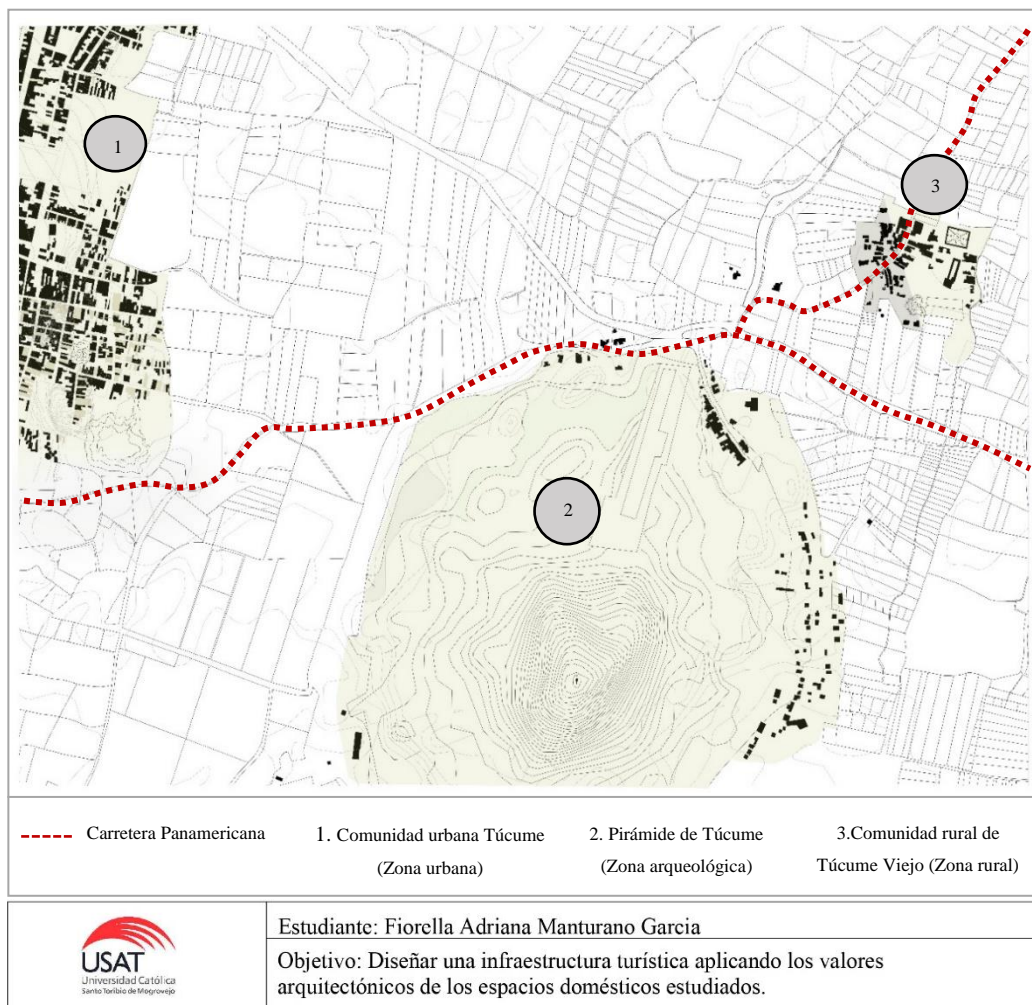 1
3
2
Carretera Panamericana
1. Comunidad urbana Túcume
(Zona urbana)
2. Pirámide de Túcume
(Zona arqueológica)
3.Comunidad rural de
Túcume Viejo (Zona rural)
USAT
Universidad Católica
Santo Toribio de Mogrovejo
Estudiante: Fiorella Adriana Manturano Garcia
Objetivo: Diseñar una infraestructura turística aplicando los valores
arquitectónicos de los espacios domésticos estudiados.